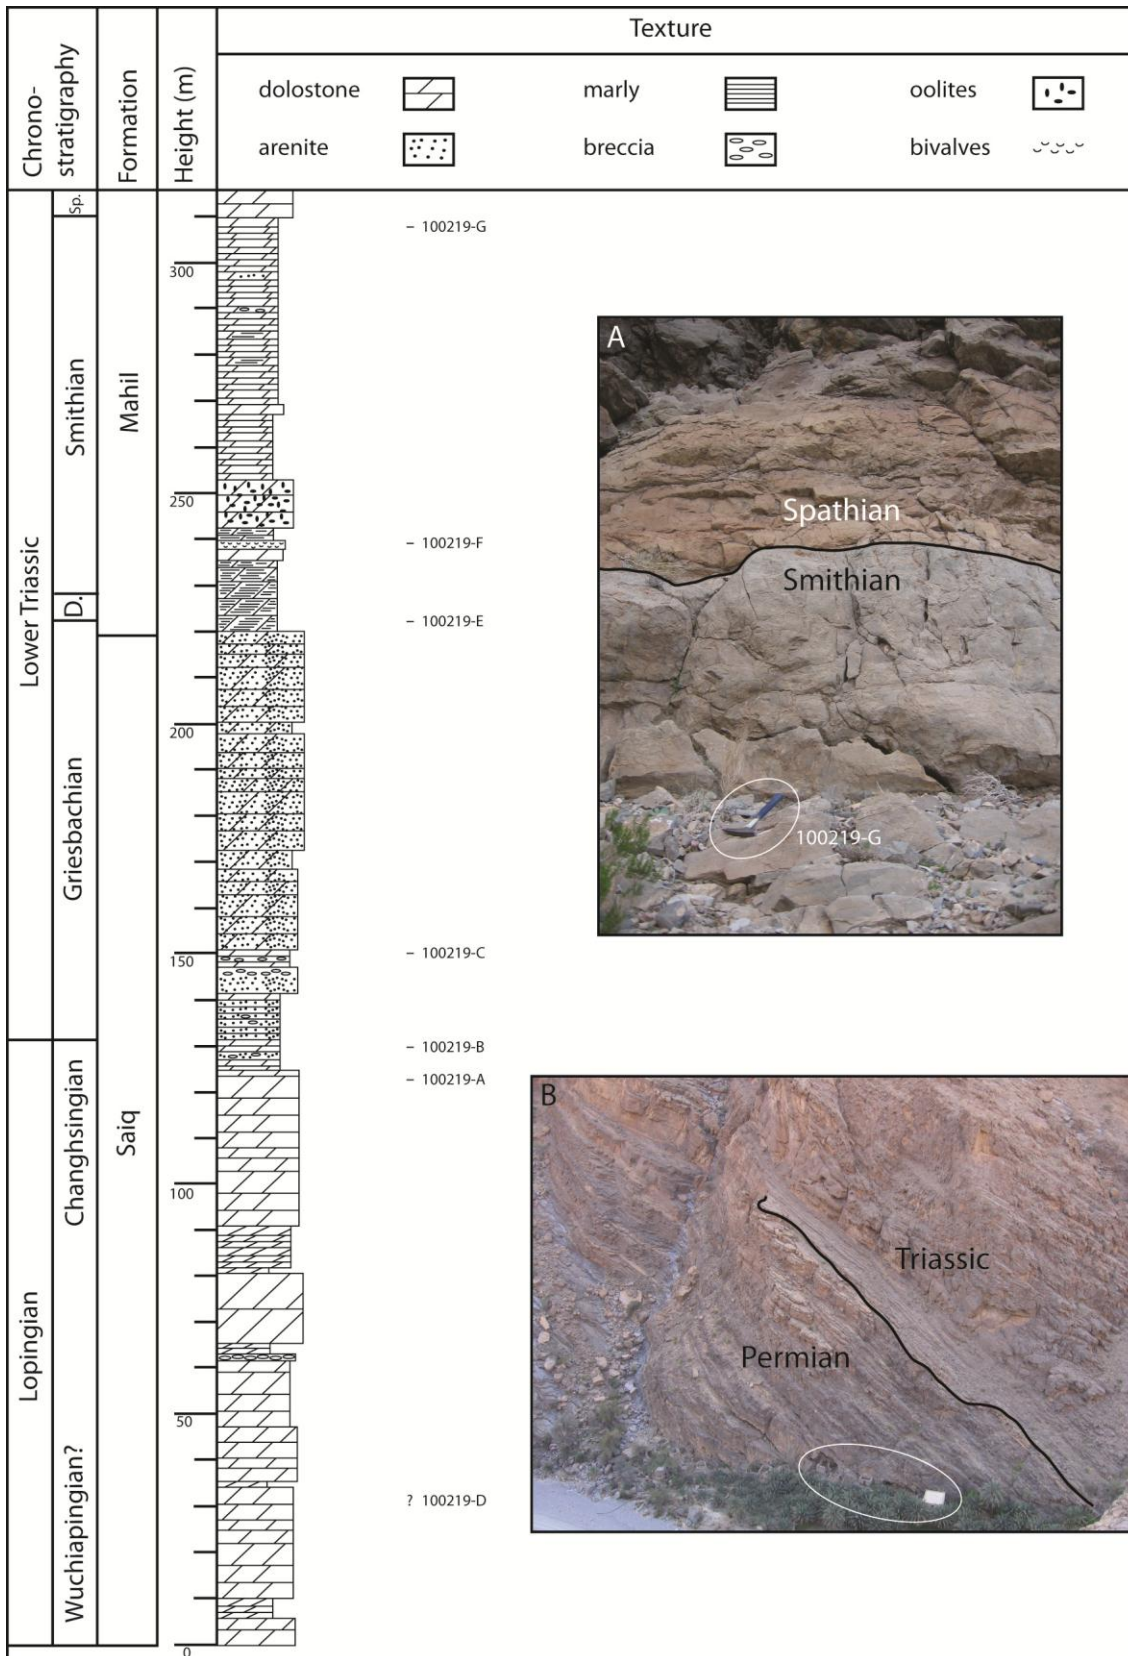 Chrono-
stratigraphy
Formation
Height (m)
Texture
dolostone
marly
oolites
arenite
breccia
bivalves
Lower Triassic
Lopingian
Sp.
Smithian
D.
Griesbachian
Changhsingian
Wuchiapingian?
Mahil
Saiq
300
250
200
150
100
50
0
– 100219-G
– 100219-F
– 100219-E
– 100219-C
– 100219-B
– 100219-A
? 100219-D
A
Spathian
Smithian
100219-G
B
Triassic
Permian